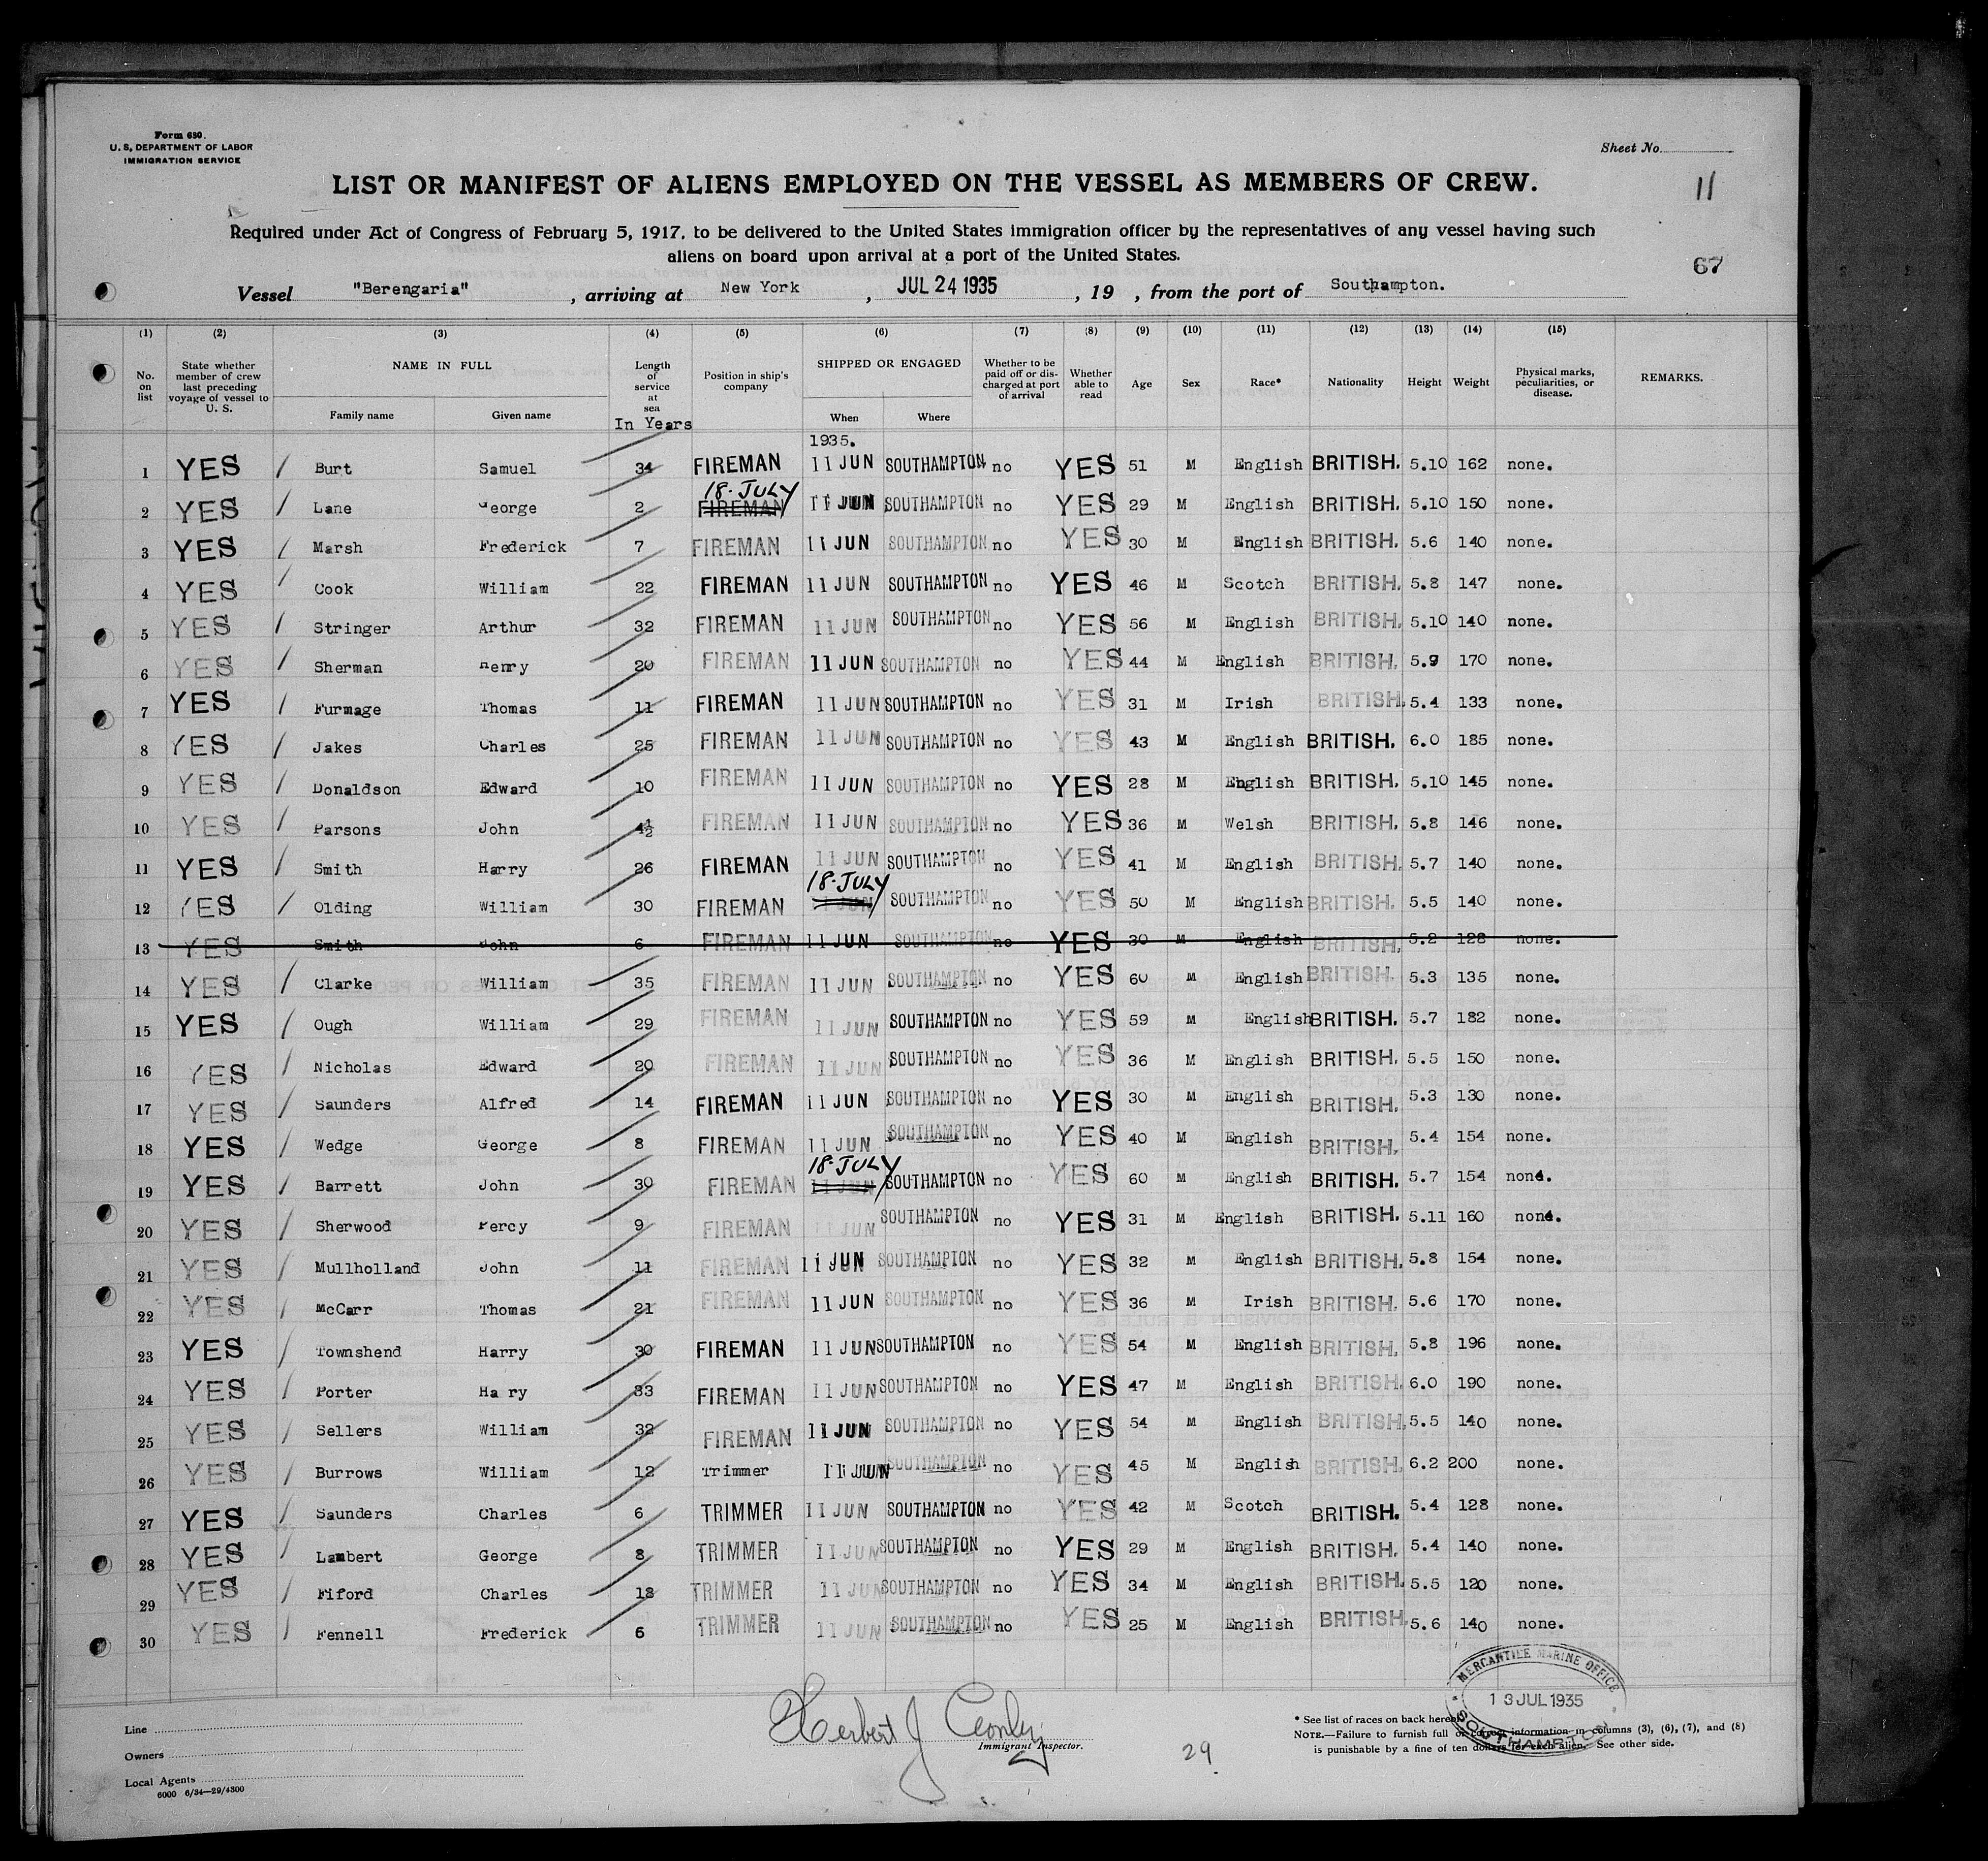 Form 680.
U. S. DEPARTMENT OF LABOR
IMMIGRATION SERVICE
Sheet No.
LIST OR MANIFEST OF ALIENS EMPLOYED ON THE VESSEL AS MEMBERS OF CREW.
11
Required under Act of Congress of February 5, 1917, to be delivered to the United States immigration officer by the representatives of any vessel having such
aliens on board upon arrival at a port of the United States.
67
Vessel "Berengaria" , arriving at New York , JUL 24 1935 , 19 , from the port of Southampton.
(1) (2) (3) (4) (5) (6) (7) (8) (9) (10) (11) (12) (13) (14) (15)
No. on list State whether member of crew last preceding voyage of vessel to U. S. NAME IN FULL Length of service at sea Position in ship's company SHIPPED OR ENGAGED Whether to be paid off or discharged at port of arrival Whether able to read Age Sex Race* Nationality Height Weight Physical marks, peculiarities, or disease. REMARKS.
Family name Given name In Years When Where
1935.
1 YES / Burt Samuel 34 FIREMAN 11 JUN SOUTHAMPTON no YES 51 M English BRITISH. 5.10 162 none.
18·JULY
2 YES / Lane George 2 FIREMAN 11 JUN SOUTHAMPTON no YES 29 M English BRITISH. 5.10 150 none.
3 YES / Marsh Frederick 7 FIREMAN 11 JUN SOUTHAMPTON no YES 30 M English BRITISH. 5.6 140 none.
4 YES / Cook William 22 FIREMAN 11 JUN SOUTHAMPTON no YES 46 M Scotch BRITISH. 5.8 147 none.
5 YES / Stringer Arthur 32 FIREMAN 11 JUN SOUTHAMPTON no YES 56 M English BRITISH. 5.10 140 none.
6 YES / Sherman Henry 20 FIREMAN 11 JUN SOUTHAMPTON no YES 44 M English BRITISH. 5.9 170 none.
7 YES / Furmage Thomas 11 FIREMAN 11 JUN SOUTHAMPTON no YES 31 M Irish BRITISH. 5.4 133 none.
8 YES / Jakes Charles 25 FIREMAN 11 JUN SOUTHAMPTON no YES 43 M English BRITISH. 6.0 185 none.
9 YES / Donaldson Edward 10 FIREMAN 11 JUN SOUTHAMPTON no YES 28 M English BRITISH. 5.10 145 none.
10 YES / Parsons John 4½ FIREMAN 11 JUN SOUTHAMPTON no YES 36 M Welsh BRITISH. 5.8 146 none.
11 YES / Smith Harry 26 FIREMAN 11 JUN SOUTHAMPTON no YES 41 M English BRITISH. 5.7 140 none.
18·JULY
12 YES / Olding William 30 FIREMAN 11 JUN SOUTHAMPTON no YES 50 M English BRITISH. 5.5 140 none.
13 YES Smith John 6 FIREMAN 11 JUN SOUTHAMPTON no YES 30 M English BRITISH. 5.2 128 none.
14 YES / Clarke William 35 FIREMAN 11 JUN SOUTHAMPTON no YES 60 M English BRITISH. 5.3 135 none.
15 YES / Ough William 29 FIREMAN 11 JUN SOUTHAMPTON no YES 59 M English BRITISH. 5.7 182 none.
16 YES / Nicholas Edward 20 FIREMAN 11 JUN SOUTHAMPTON no YES 36 M English BRITISH. 5.5 150 none.
17 YES / Saunders Alfred 14 FIREMAN 11 JUN SOUTHAMPTON no YES 30 M English BRITISH. 5.3 130 none.
18 YES / Wedge George 8 FIREMAN 11 JUN SOUTHAMPTON no YES 40 M English BRITISH. 5.4 154 none.
18·JULY
19 YES / Barrett John 30 FIREMAN 11 JUN SOUTHAMPTON no YES 60 M English BRITISH. 5.7 154 none.
20 YES / Sherwood Percy 9 FIREMAN 11 JUN SOUTHAMPTON no YES 31 M English BRITISH. 5.11 160 none.
21 YES / Mullholland John 11 FIREMAN 11 JUN SOUTHAMPTON no YES 32 M English BRITISH. 5.8 154 none.
22 YES / McCarr Thomas 21 FIREMAN 11 JUN SOUTHAMPTON no YES 36 M Irish BRITISH. 5.6 170 none.
23 YES / Townshend Harry 30 FIREMAN 11 JUN SOUTHAMPTON no YES 54 M English BRITISH. 5.8 196 none.
24 YES / Porter Ha ry 33 FIREMAN 11 JUN SOUTHAMPTON no YES 47 M English BRITISH. 6.0 190 none.
25 YES / Sellers William 32 FIREMAN 11 JUN SOUTHAMPTON no YES 54 M English BRITISH. 5.5 140 none.
26 YES / Burrows William 12 Trimmer 11 JUN SOUTHAMPTON no YES 45 M English BRITISH. 6.2 200 none.
27 YES / Saunders Charles 6 TRIMMER 11 JUN SOUTHAMPTON no YES 42 M Scotch BRITISH. 5.4 128 none.
28 YES / Lambert George 8 TRIMMER 11 JUN SOUTHAMPTON no YES 29 M English BRITISH. 5.4 140 none.
29 YES / Fiford Charles 18 TRIMMER 11 JUN SOUTHAMPTON no YES 34 M English BRITISH. 5.5 120 none.
30 YES / Fennell Frederick 6 TRIMMER 11 JUN SOUTHAMPTON no YES 25 M English BRITISH. 5.6 140 none.
MERCANTILE MARINE OFFICE
13 JUL 1935
SOUTHAMPTON
Line
Owners
Local Agents
6000 6/34—29/4300
Herbert J
Immigrant Inspector.
29
* See list of races on back hereof.
NOTE.—Failure to furnish full or correct information in columns (3), (6), (7), and (8)
is punishable by a fine of ten dollars for each alien. See other side.